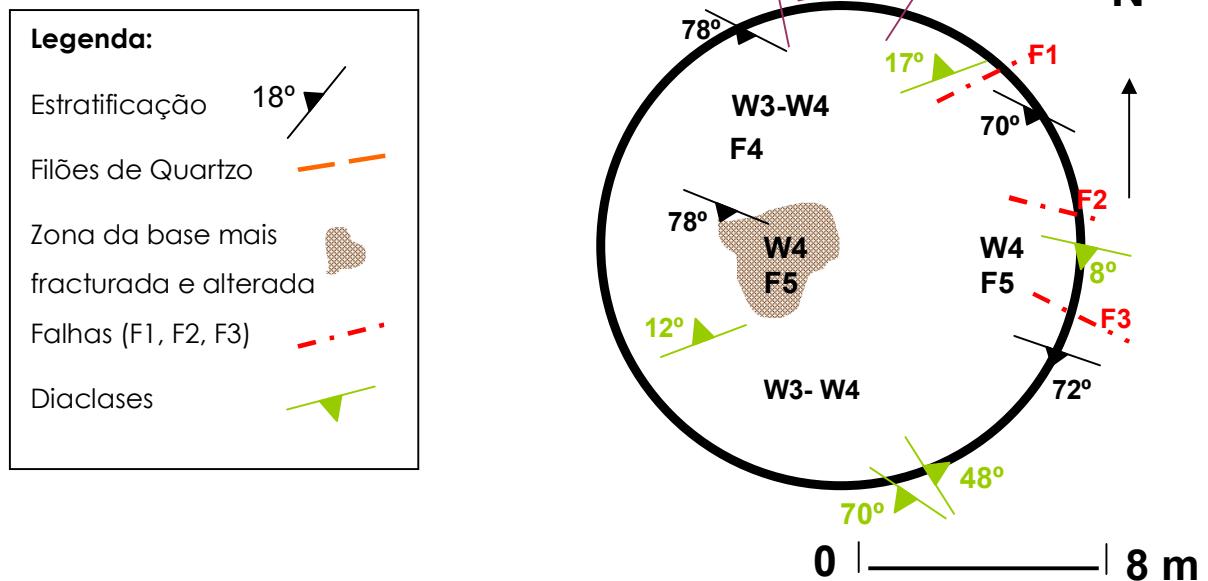 Legenda:
Estratificação 18º
Filões de Quartzo
Zona da base mais
fracturada e alterada
Falhas (F1, F2, F3)
Diaclases
78º
17º
F1
W3-W4
F4
70º
78º
W4
F5
F2
W4
F5
8º
F3
12º
72º
W3- W4
48º
70º
0 8 m